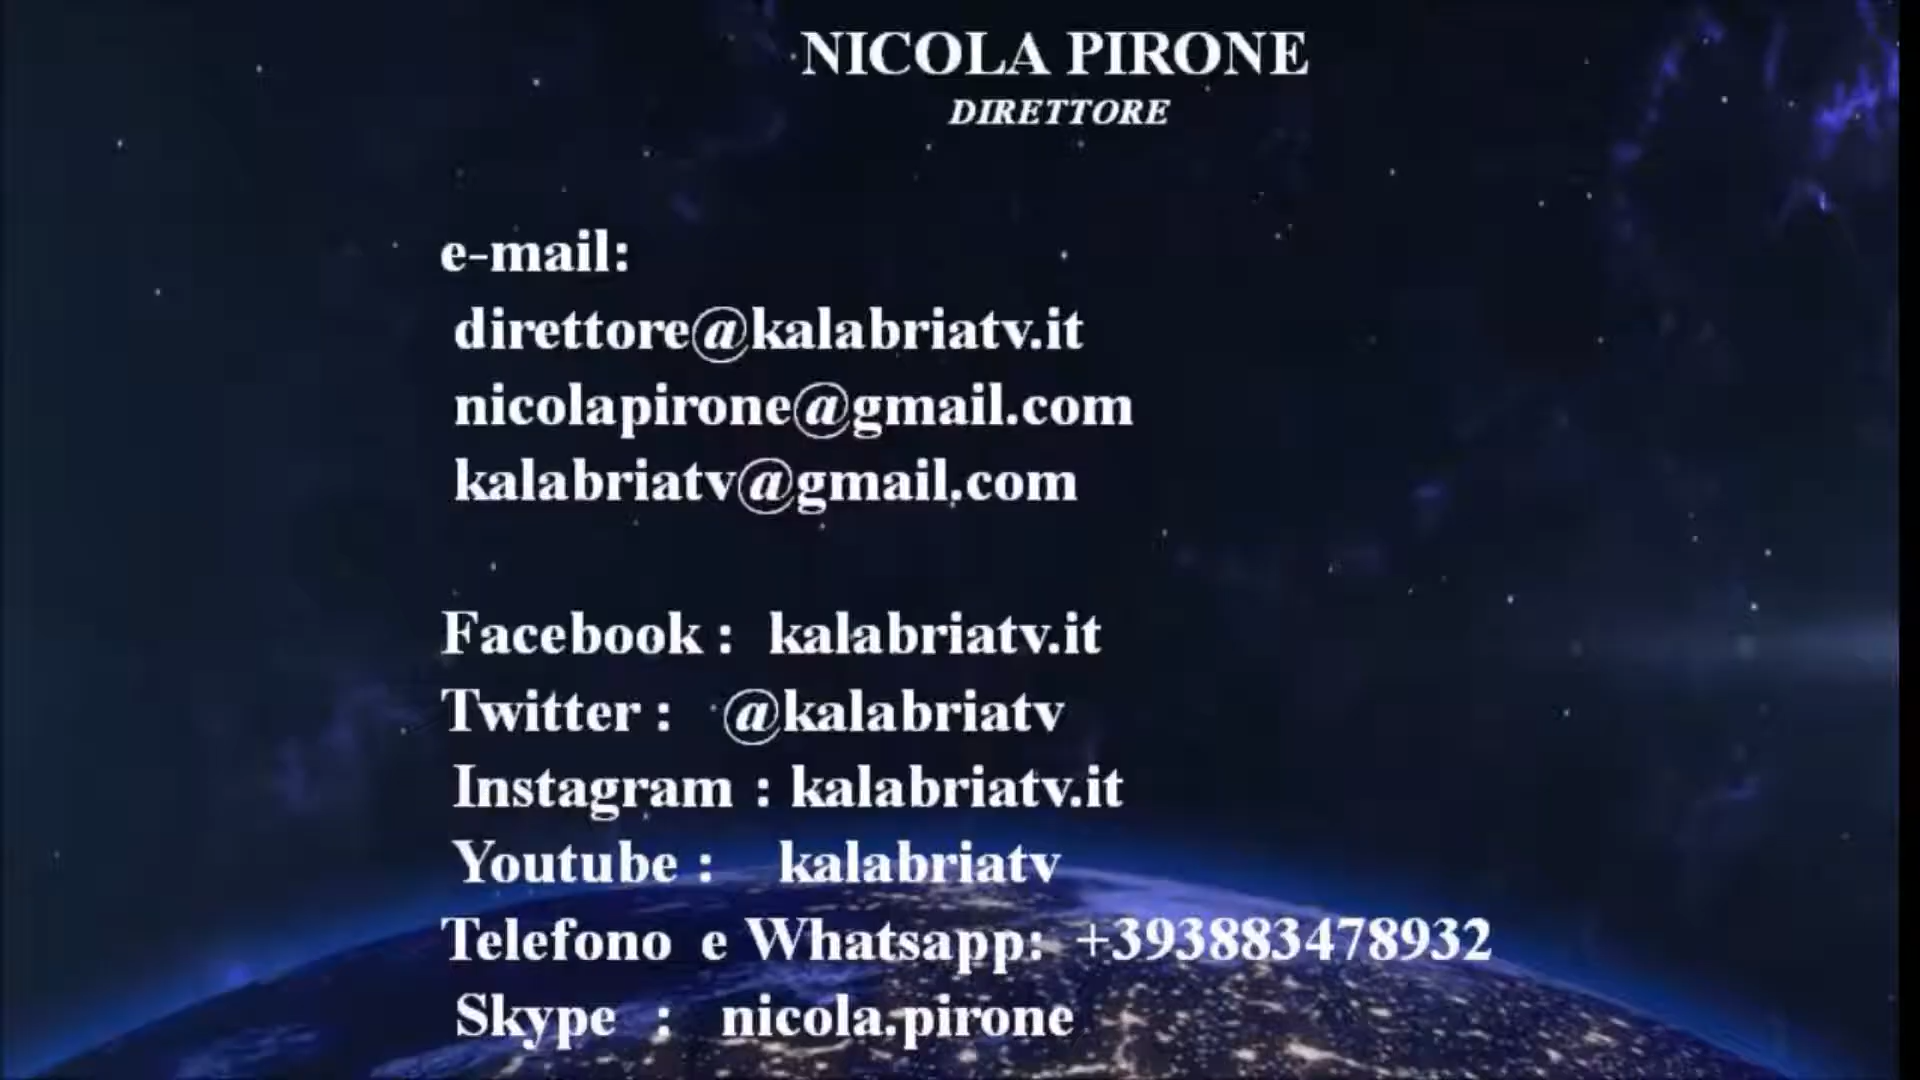 NICOLA PIRONE
DIRETTORE
e-mail:
direttore@kalabriatv.it
nicolapirone@gmail.com
kalabriatv@gmail.com
Facebook : kalabriatv.it
Twitter : @kalabriatv
Instagram : kalabriatv.it
Youtube : kalabriatv
Telefono e Whatsapp: +393883478932
Skype : nicola.pirone